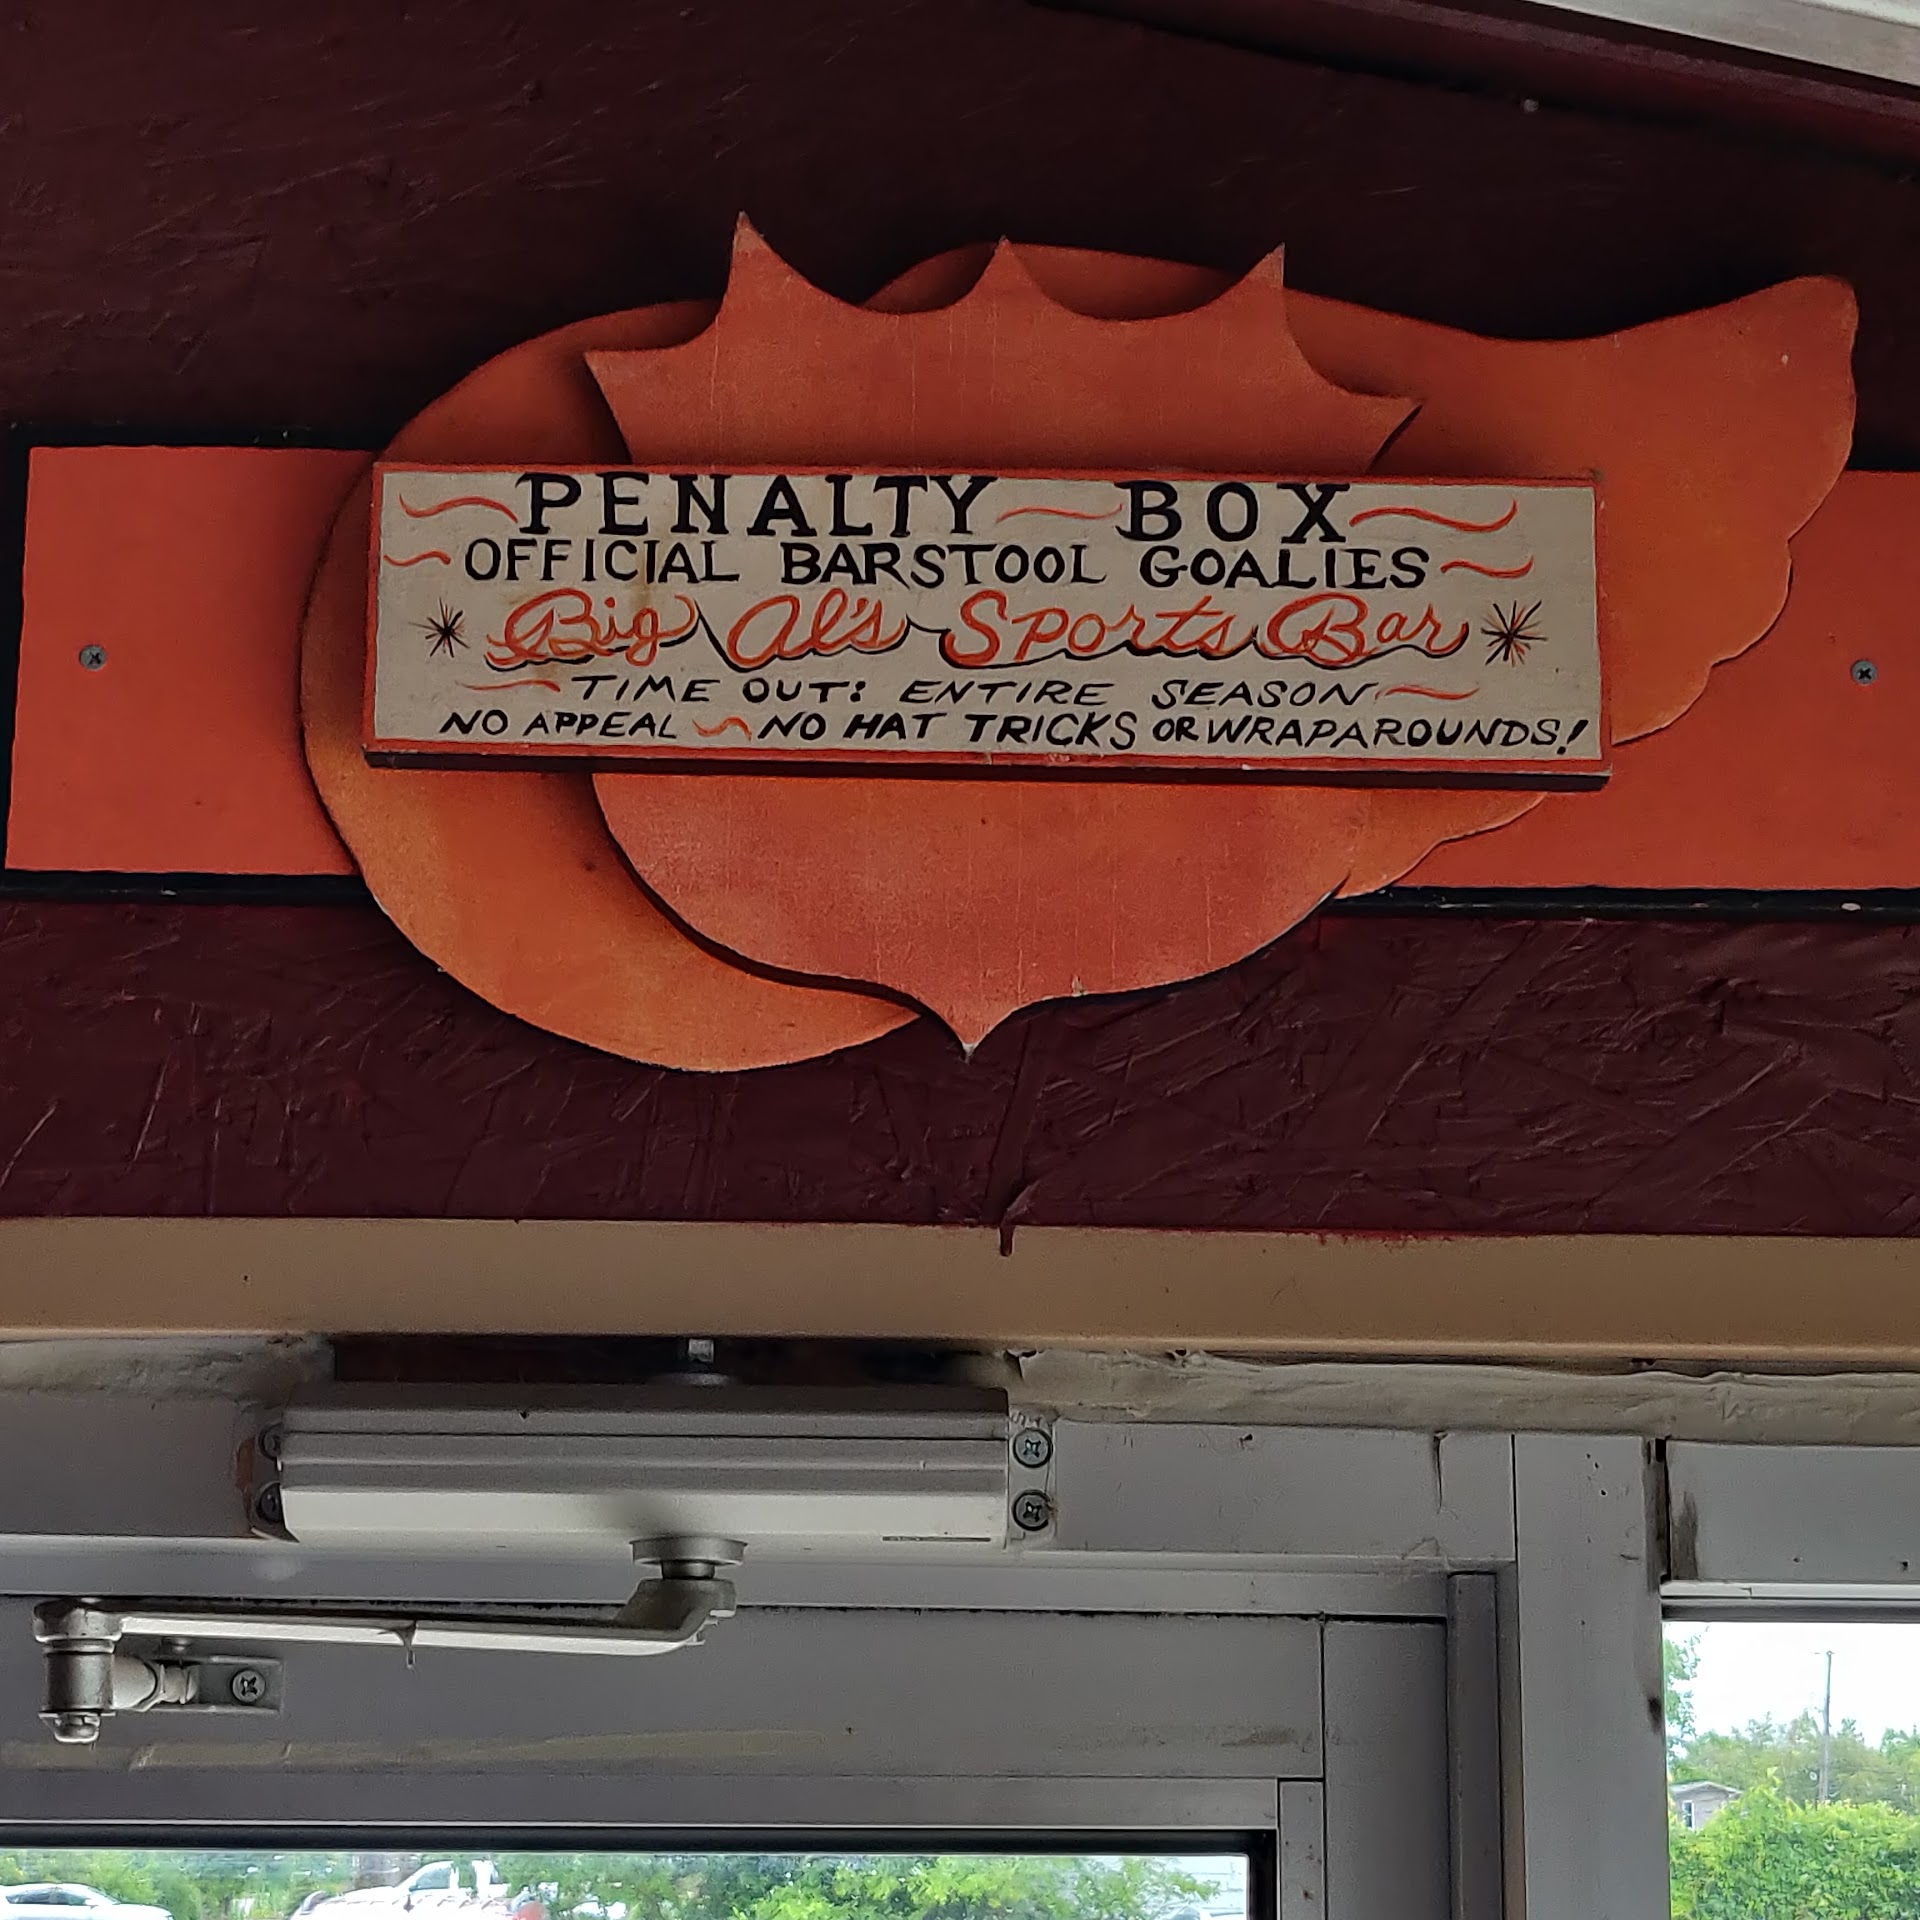 PENALTY BOX
OFFICIAL BARSTOOL GOALIES
Big Al's Sports Bar
TIME OUT: ENTIRE SEASON
NO APPEAL ~ NO HAT TRICKS OR WRAPAROUNDS!